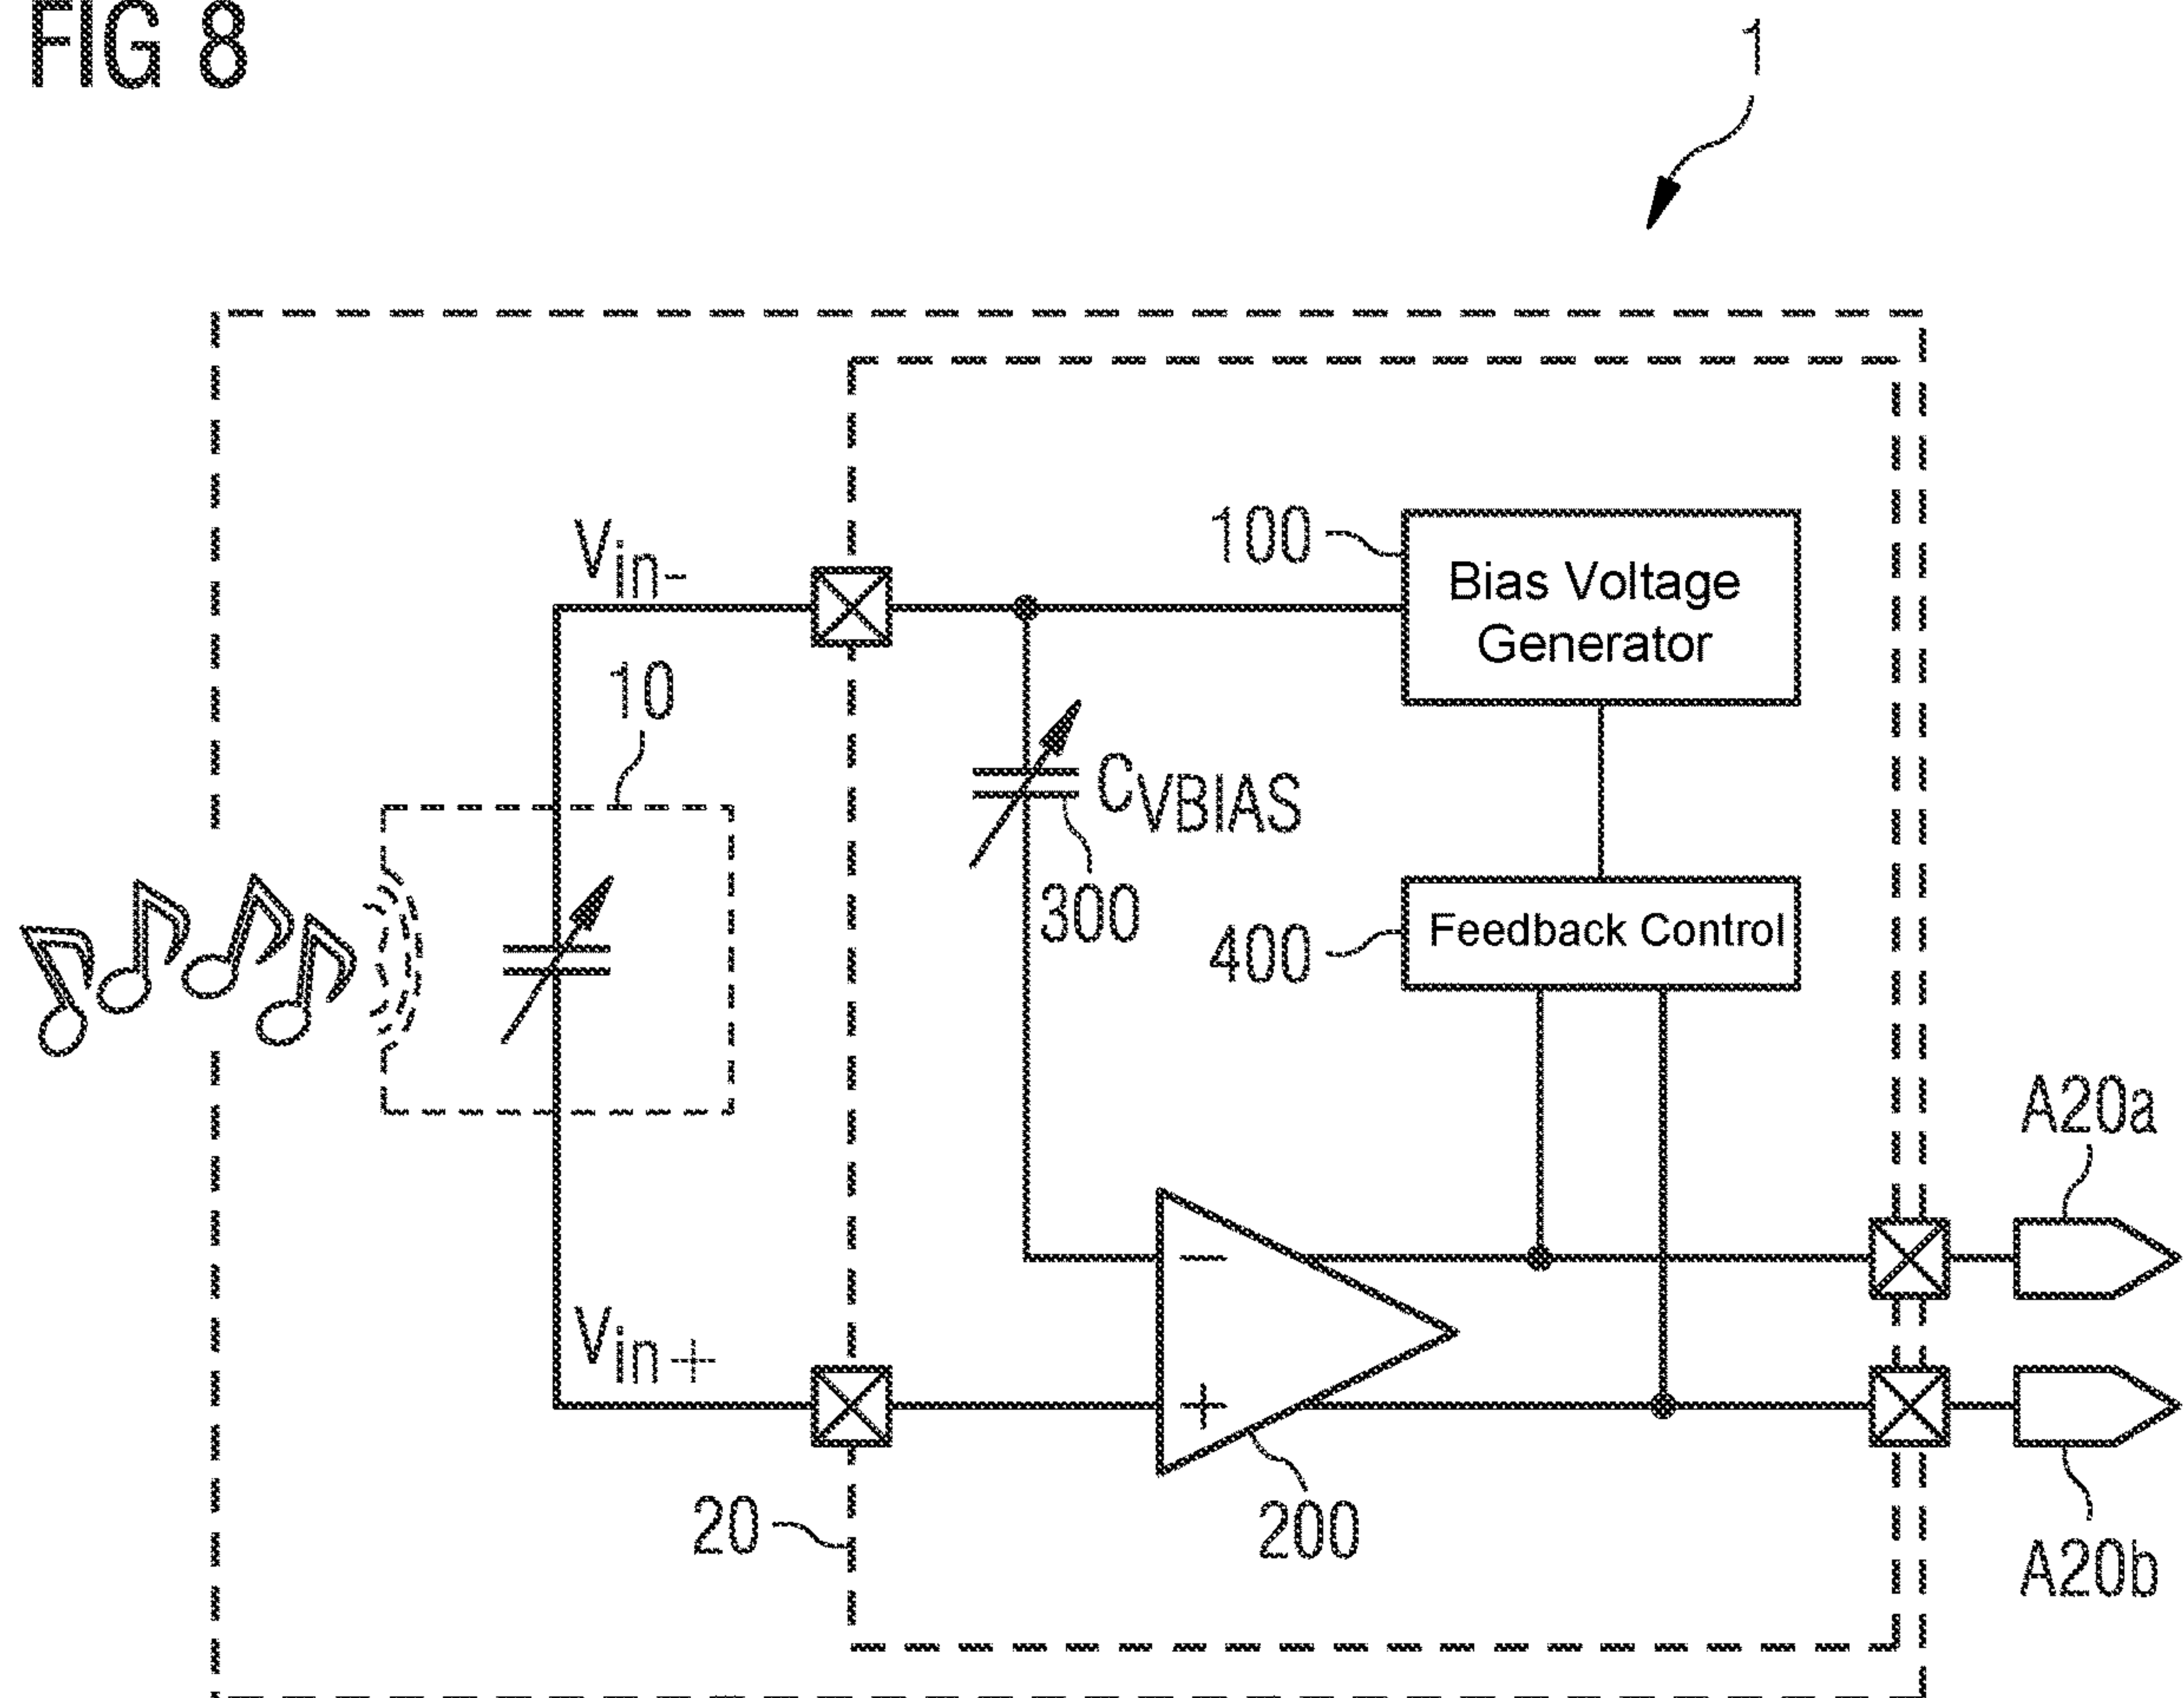 FIG 8
1
Vin-
100
Bias Voltage
Generator
10
CVBIAS
300
400
Feedback Control
A20a
−
Vin+
+
20
200
A20b